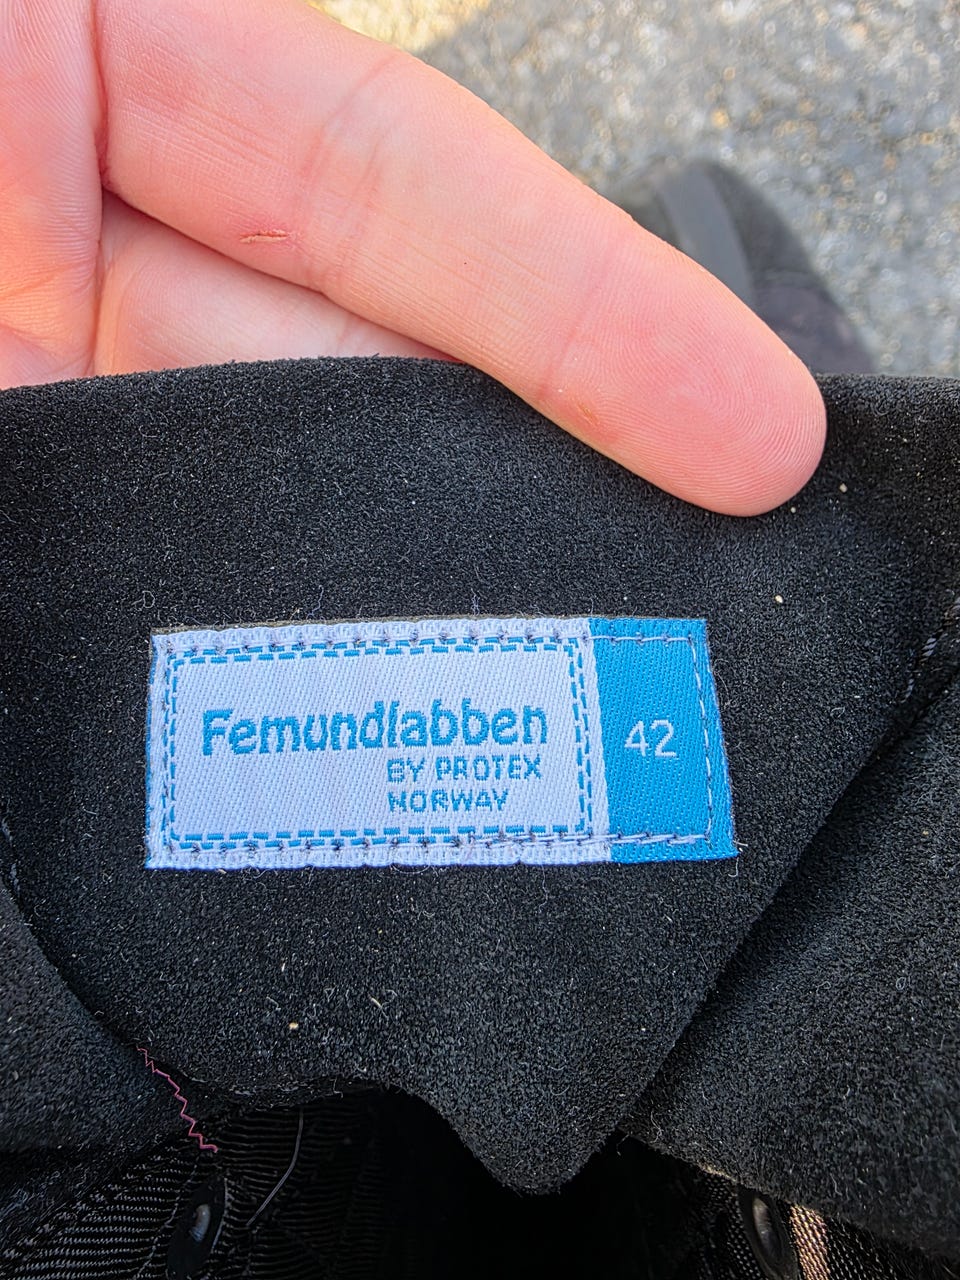 Femundlabben
BY PROTEX
NORWAY
42